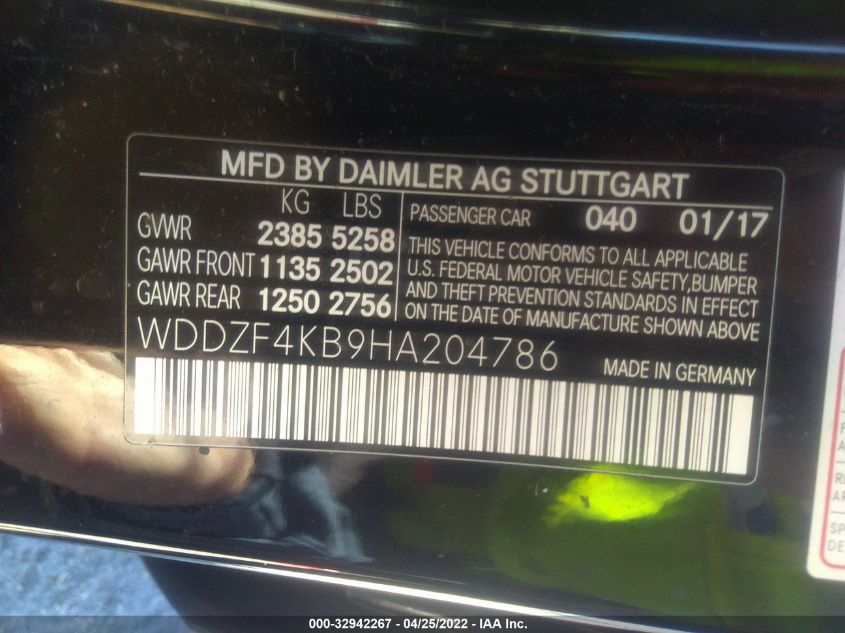 MFD BY DAIMLER AG STUTTGART
KG LBS
GVWR 2385 5258
GAWR FRONT 1135 2502
GAWR REAR 1250 2756
PASSENGER CAR 040 01/17
THIS VEHICLE CONFORMS TO ALL APPLICABLE
U.S. FEDERAL MOTOR VEHICLE SAFETY,BUMPER
AND THEFT PREVENTION STANDARDS IN EFFECT
ON THE DATE OF MANUFACTURE SHOWN ABOVE
WDDZF4KB9HA204786
MADE IN GERMANY
000-32942267 - 04/25/2022 - IAA Inc.